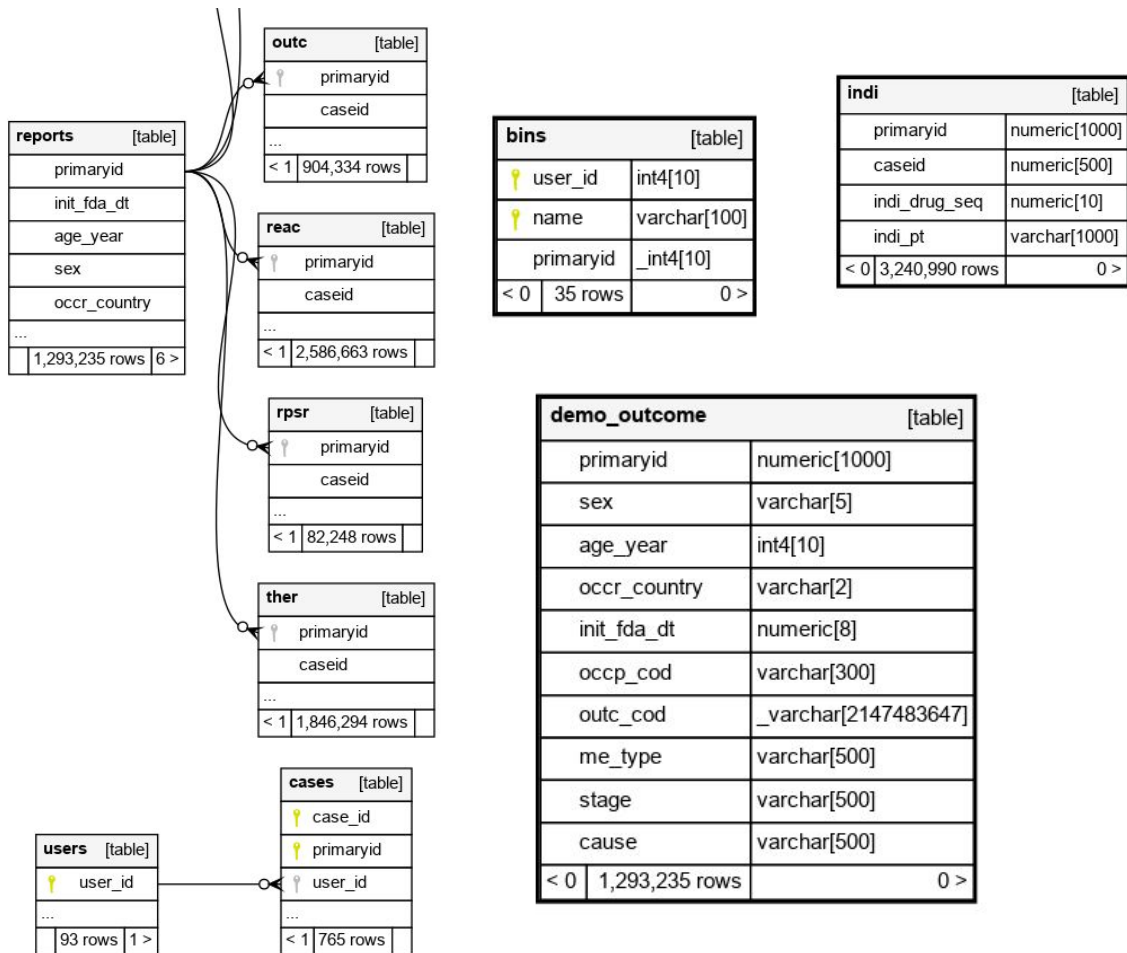 outc [table]
primaryid
caseid
...
< 1 904,334 rows
reports [table]
primaryid
init_fda_dt
age_year
sex
occr_country
...
1,293,235 rows 6 >
reac [table]
primaryid
caseid
...
< 1 2,586,663 rows
rpsr [table]
primaryid
caseid
...
< 1 82,248 rows
ther [table]
primaryid
caseid
...
< 1 1,846,294 rows
users [table]
user_id
...
93 rows 1 >
cases [table]
case_id
primaryid
user_id
...
< 1 765 rows
bins [table]
user_id int4[10]
name varchar[100]
primaryid _int4[10]
< 0 35 rows 0 >
indi [table]
primaryid numeric[1000]
caseid numeric[500]
indi_drug_seq numeric[10]
indi_pt varchar[1000]
< 0 3,240,990 rows 0 >
demo_outcome [table]
primaryid numeric[1000]
sex varchar[5]
age_year int4[10]
occr_country varchar[2]
init_fda_dt numeric[8]
occp_cod varchar[300]
outc_cod _varchar[2147483647]
me_type varchar[500]
stage varchar[500]
cause varchar[500]
< 0 1,293,235 rows 0 >